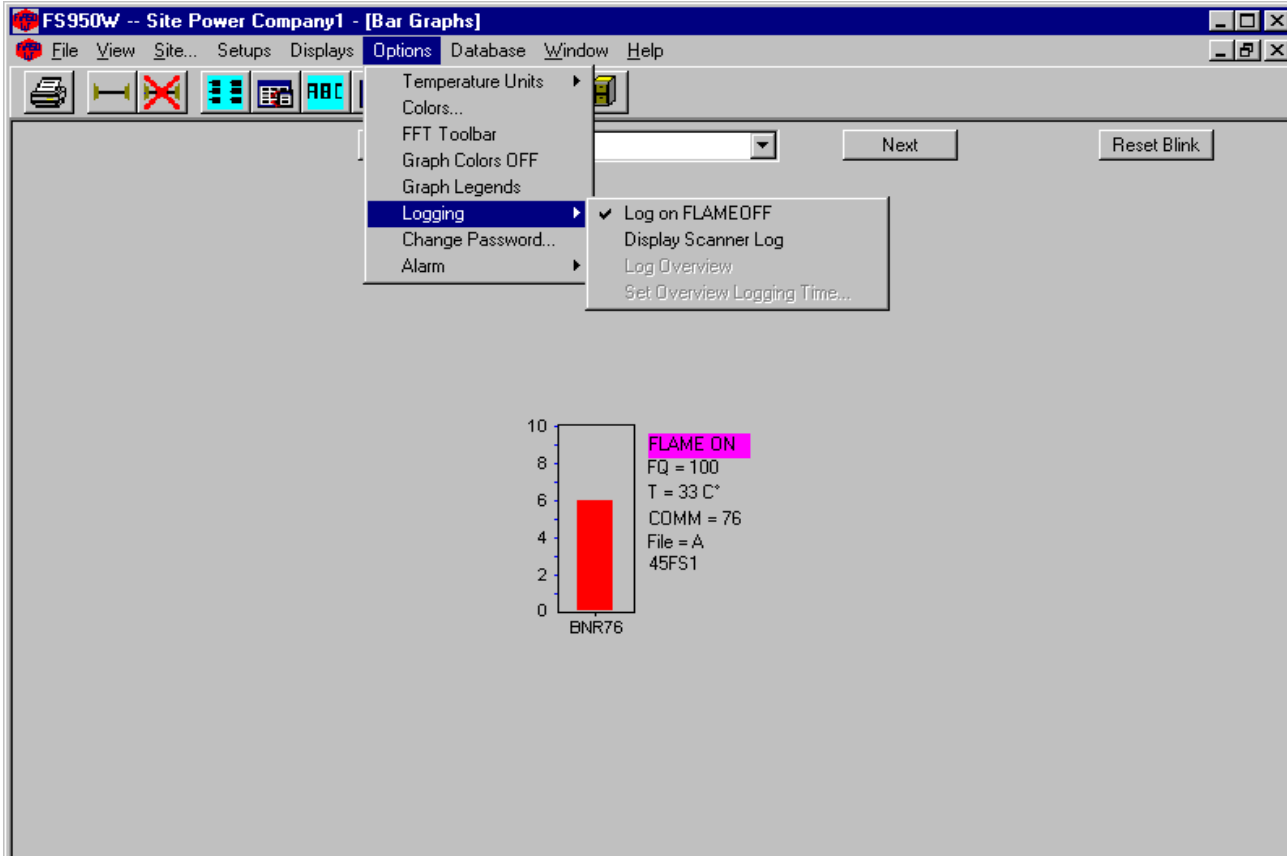 FS950W -- Site Power Company1 - [Bar Graphs]
File View Site... Setups Displays Options Database Window Help
ABC
Temperature Units
Colors...
FFT Toolbar
Graph Colors OFF
Graph Legends
Logging
Change Password...
Alarm
Next
Reset Blink
Log on FLAMEOFF
Display Scanner Log
Log Overview
Set Overview Logging Time...
10
8
6
4
2
0
BNR76
FLAME ON
FQ = 100
T = 33 C°
COMM = 76
File = A
45FS1